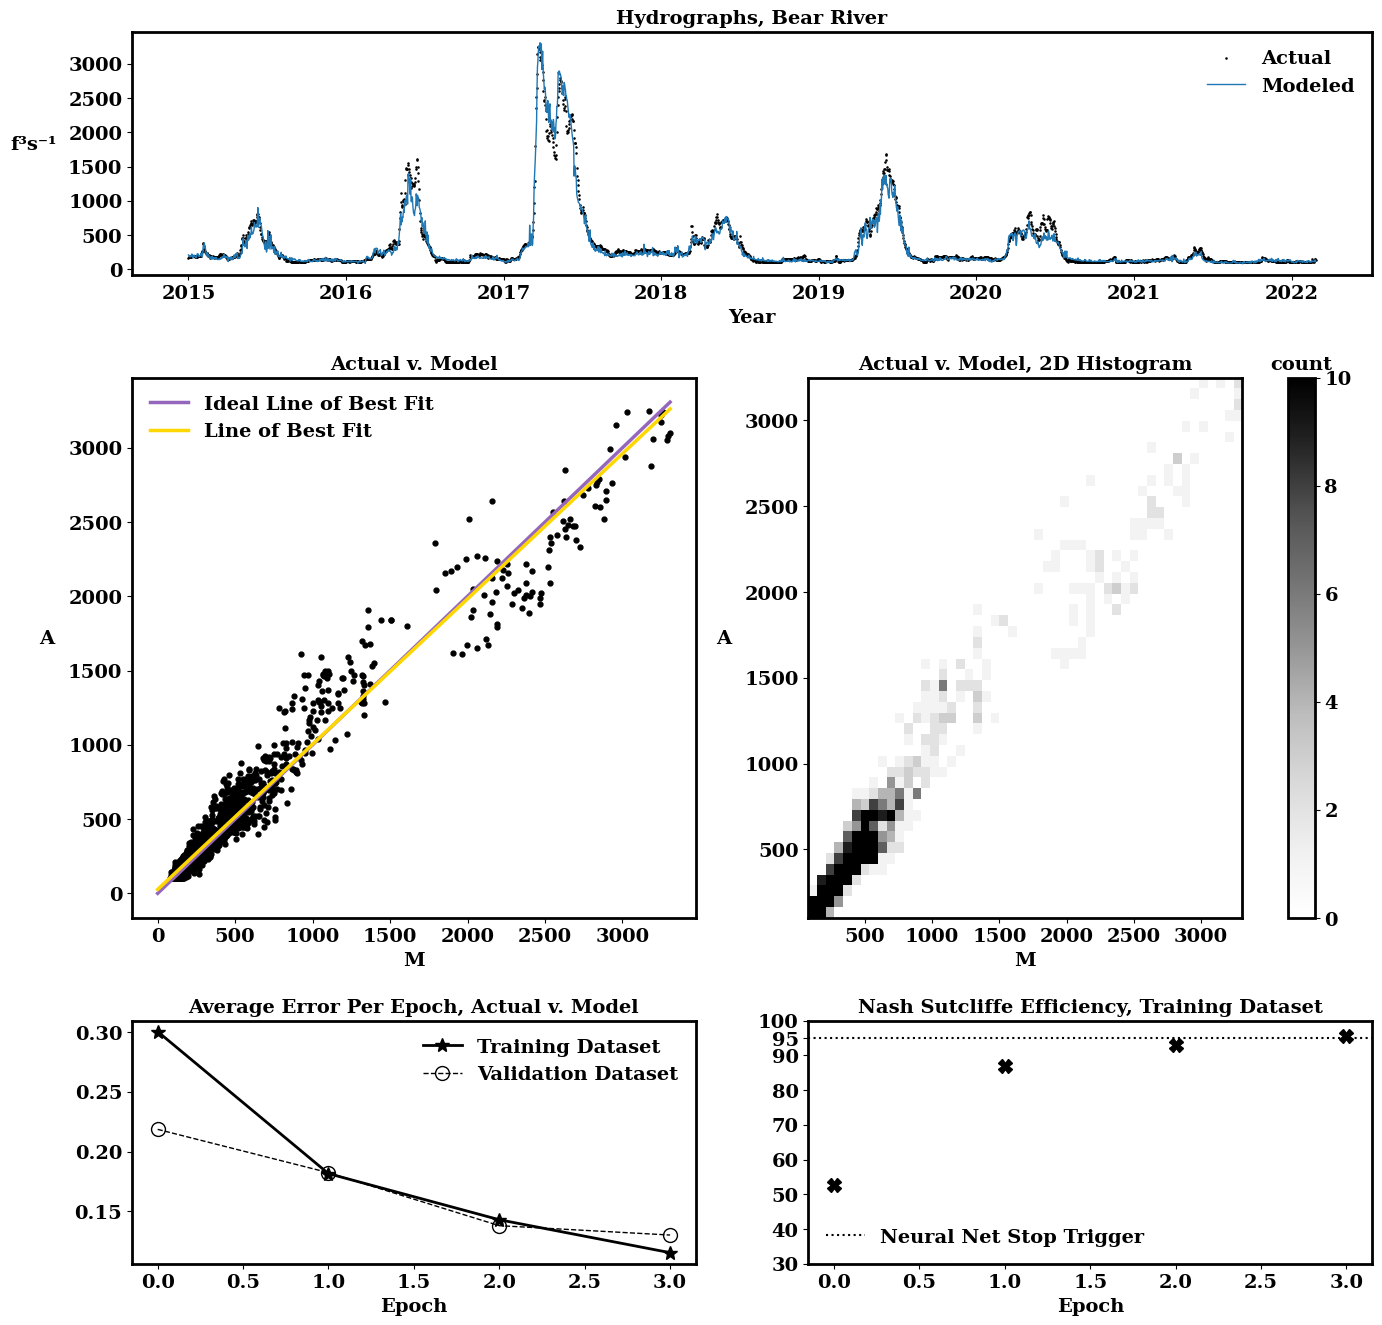 Hydrographs, Bear River
3000
2500
2000
1500
1000
500
0
f³s⁻¹
Actual
Modeled
2015 2016 2017 2018 2019 2020 2021 2022
Year
Actual v. Model
Ideal Line of Best Fit
Line of Best Fit
3000
2500
2000
1500
1000
500
0
A
0 500 1000 1500 2000 2500 3000
M
Actual v. Model, 2D Histogram
3000
2500
2000
1500
1000
500
A
500 1000 1500 2000 2500 3000
M
count
10
8
6
4
2
0
Average Error Per Epoch, Actual v. Model
0.30
0.25
0.20
0.15
Training Dataset
Validation Dataset
0.0 0.5 1.0 1.5 2.0 2.5 3.0
Epoch
Nash Sutcliffe Efficiency, Training Dataset
100
95
90
80
70
60
50
40
30
Neural Net Stop Trigger
0.0 0.5 1.0 1.5 2.0 2.5 3.0
Epoch